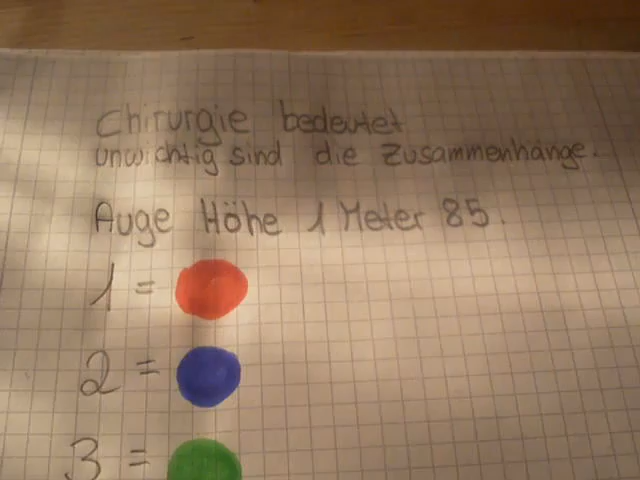 Chirurgie bedeutet
unwichtig sind die Zusammenhänge.
Auge Höhe 1 Meter 85.
1 =
2 =
3 =